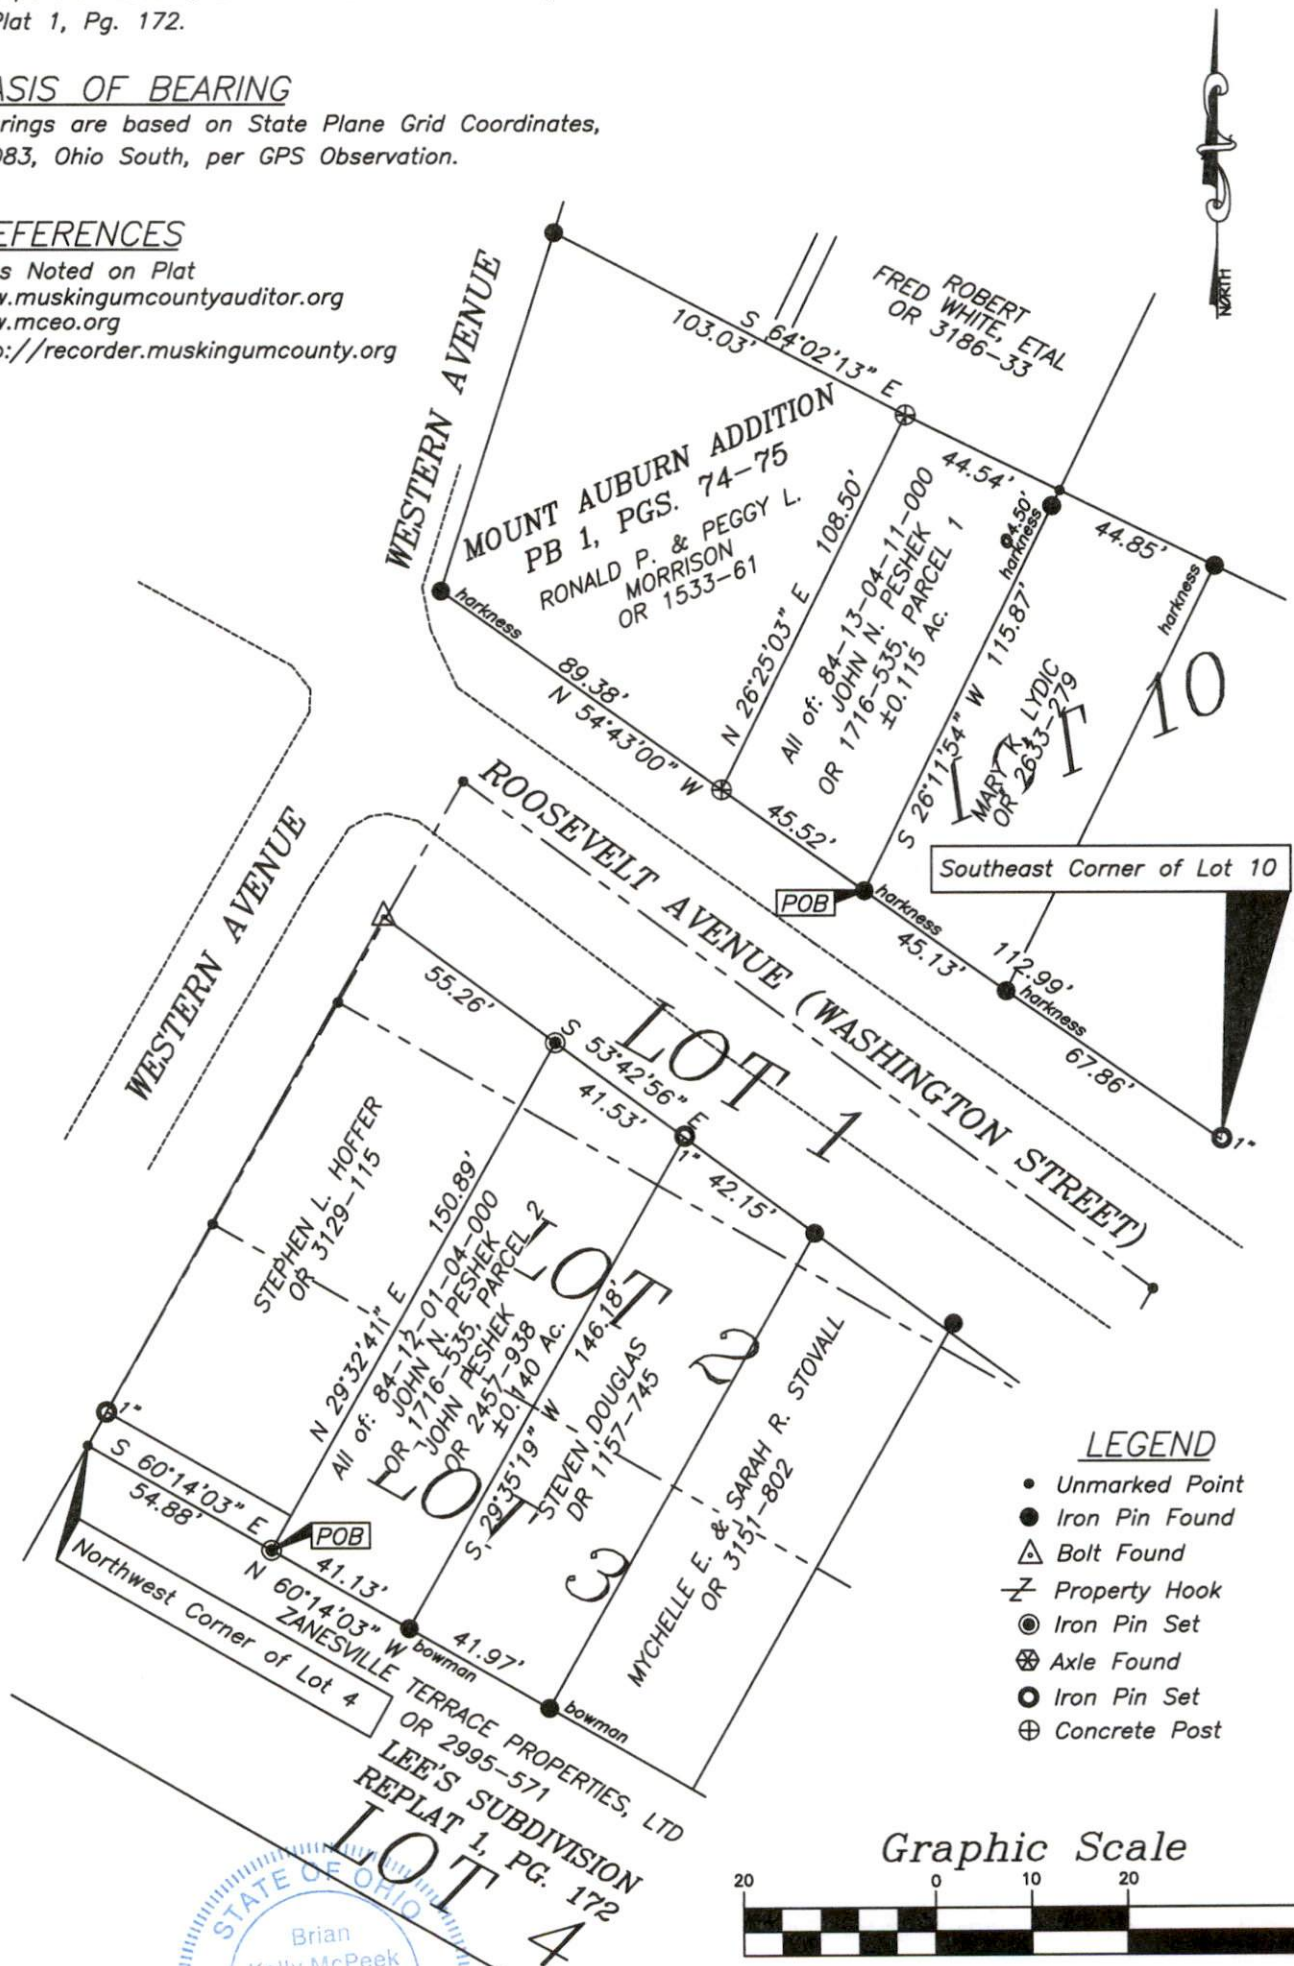 Plat 1, Pg. 172.
ASIS OF BEARING
rings are based on State Plane Grid Coordinates,
983, Ohio South, per GPS Observation.
EFERENCES
s Noted on Plat
w.muskingumcountyauditor.org
w.mceo.org
o://recorder.muskingumcounty.org
NORTH
WESTERN AVENUE
S 64°02'13" E
103.03'
ROBERT
FRED WHITE, ETAL
OR 3186-33
MOUNT AUBURN ADDITION
PB 1, PGS. 74-75
RONALD P. & PEGGY L.
MORRISON
OR 1533-61
44.54'
44.85'
4.50'
harkness
harkness
harkness
89.38'
N 54°43'00" W
N 26°25'03" E 108.50'
All of: 84-13-04-11-000
JOHN N. PESHEK
OR 1716-535, PARCEL 1
±0.115 Ac.
S 26°11'54" W 115.87'
MARY K. LYDIC
OR 2633-279
LOT 10
45.52'
Southeast Corner of Lot 10
POB
harkness
45.13'
112.99'
harkness
67.86'
1"
ROOSEVELT AVENUE (WASHINGTON STREET)
WESTERN AVENUE
55.26'
S 53°42'56" E
41.53'
1"
42.15'
LOT 1
STEPHEN L. HOFFER
OR 3129-115
N 29°32'41" E 150.89'
All of: 84-12-01-04-000
JOHN N. PESHEK
OR 1716-535, PARCEL 2
JOHN PESHEK
OR 2457-938
±0.140 Ac.
LOT 2
S 29°35'19" W 146.18'
STEVEN DOUGLAS
DR 1157-745
LOT 3
MYCHELLE E. & SARAH R. STOVALL
OR 3151-802
1"
S 60°14'03" E
54.88'
POB
41.13'
N 60°14'03" W
bowman
41.97'
bowman
Northwest Corner of Lot 4
ZANESVILLE TERRACE PROPERTIES, LTD
OR 2995-571
LEE'S SUBDIVISION
REPLAT 1, PG. 172
LOT 4
LEGEND
Unmarked Point
Iron Pin Found
Bolt Found
Property Hook
Iron Pin Set
Axle Found
Iron Pin Set
Concrete Post
Graphic Scale
20 0 10 20
STATE OF OHIO
Brian
Kelly McPeek